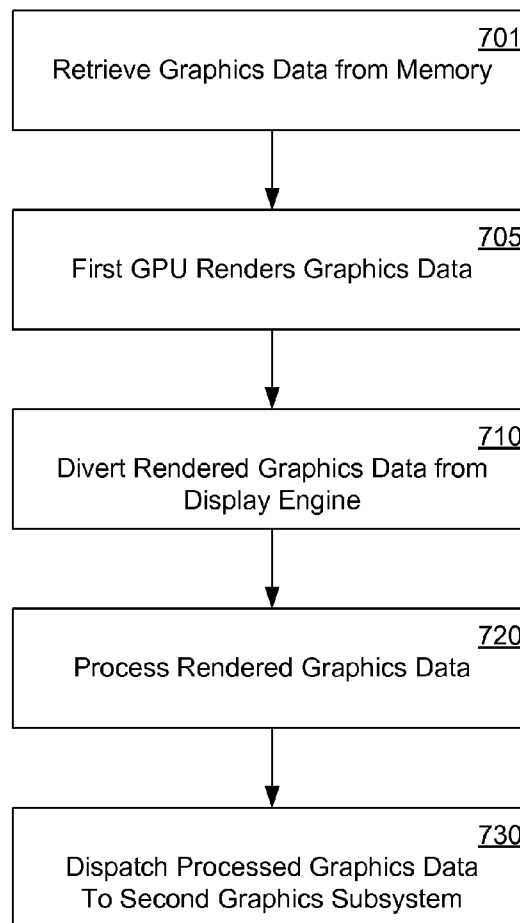 701
Retrieve Graphics Data from Memory
705
First GPU Renders Graphics Data
710
Divert Rendered Graphics Data from
Display Engine
720
Process Rendered Graphics Data
730
Dispatch Processed Graphics Data
To Second Graphics Subsystem